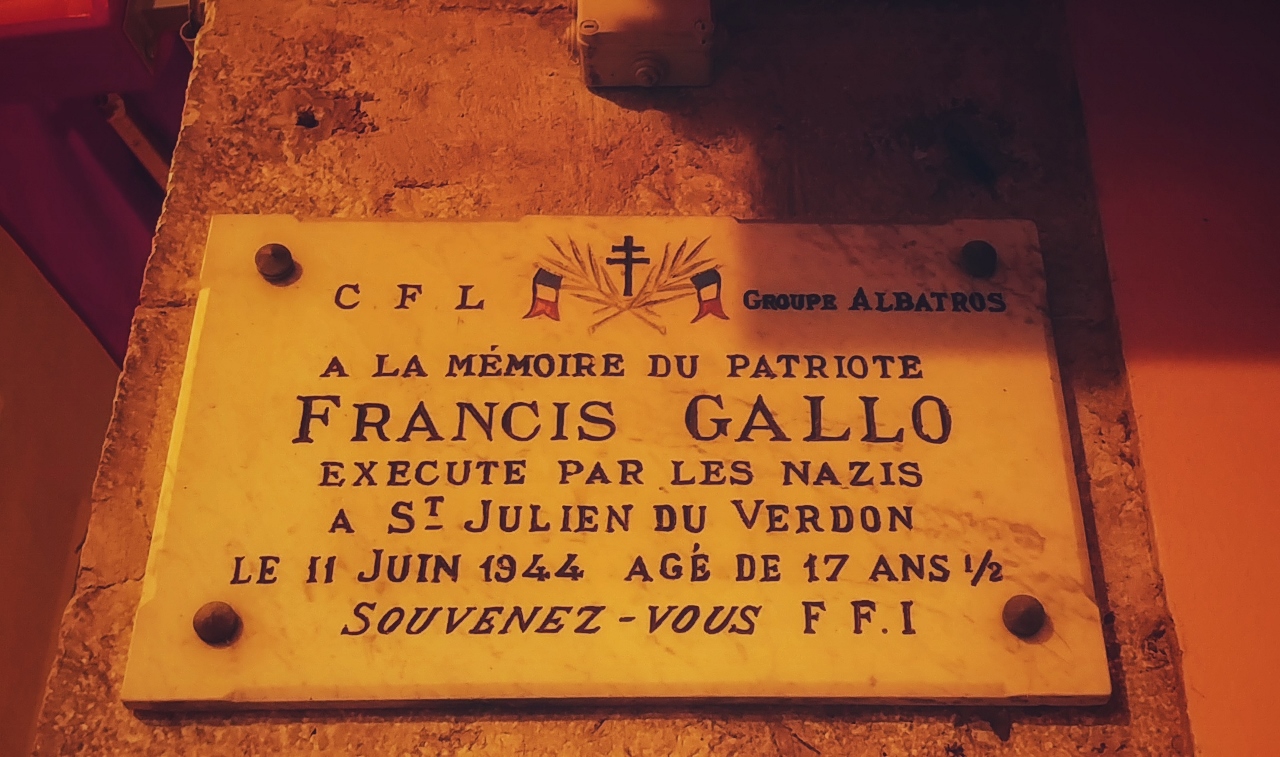 C F L GROUPE ALBATROS
A LA MÉMOIRE DU PATRIOTE
FRANCIS GALLO
EXECUTE PAR LES NAZIS
A ST JULIEN DU VERDON
LE 11 JUIN 1944 AGÉ DE 17 ANS 1/2
SOUVENEZ-VOUS F F.I